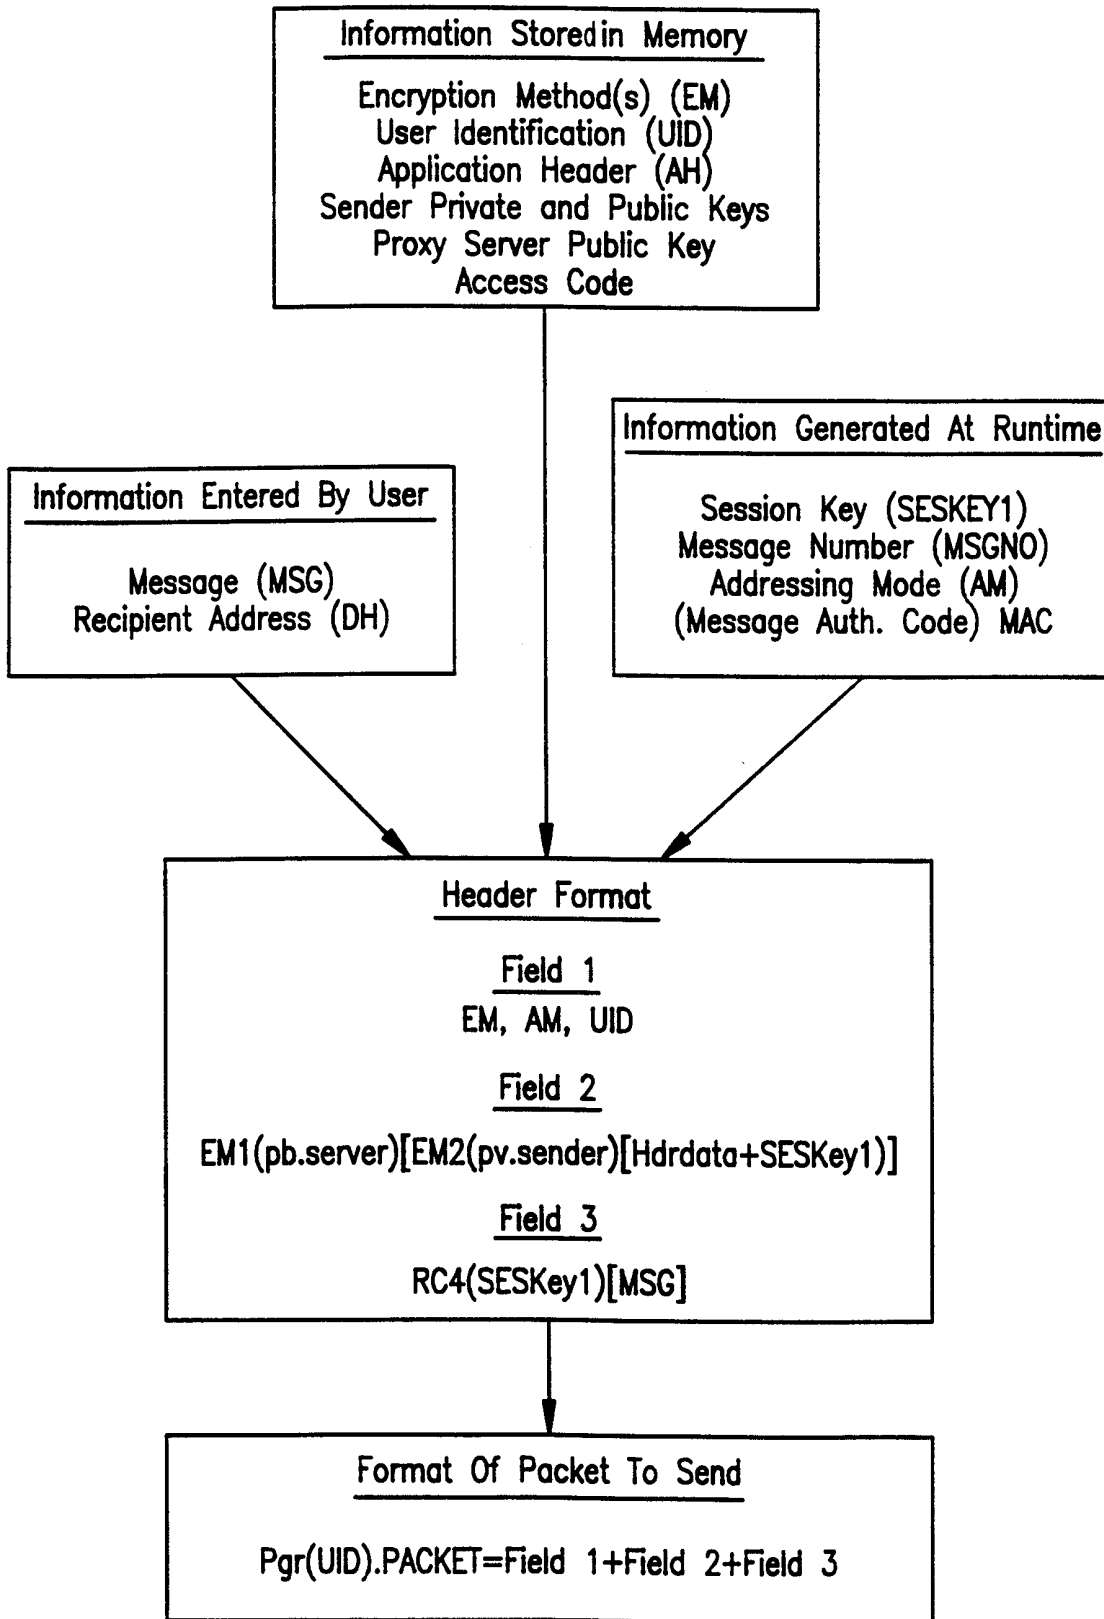 Information Stored in Memory
Encryption Method(s) (EM)
User Identification (UID)
Application Header (AH)
Sender Private and Public Keys
Proxy Server Public Key
Access Code
Information Entered By User
Message (MSG)
Recipient Address (DH)
Information Generated At Runtime
Session Key (SESKEY1)
Message Number (MSGNO)
Addressing Mode (AM)
(Message Auth. Code) MAC
Header Format
Field 1
EM, AM, UID
Field 2
EM1(pb.server)[EM2(pv.sender)[Hdrdata+SESKey1)]
Field 3
RC4(SESKey1)[MSG]
Format Of Packet To Send
Pgr(UID).PACKET=Field 1+Field 2+Field 3